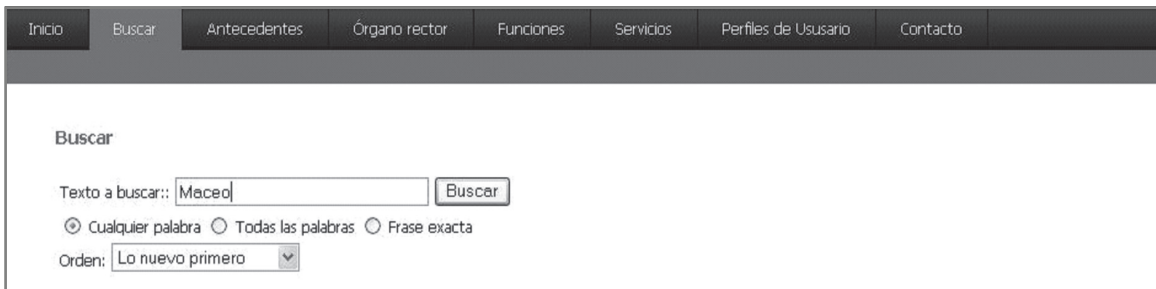 Inicio Buscar Antecedentes Órgano rector Funciones Servicios Perfiles de Ususario Contacto
Buscar
Texto a buscar:: Maceo Buscar
Cualquier palabra Todas las palabras Frase exacta
Orden: Lo nuevo primero